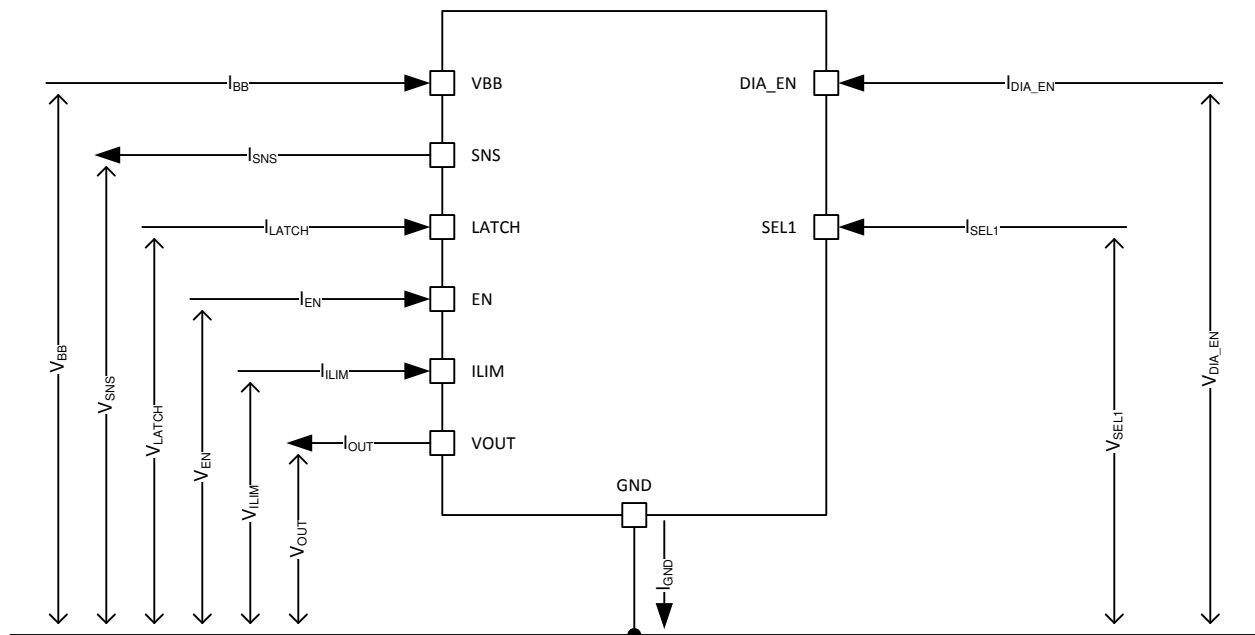 I_BB
VBB
DIA_EN
I_DIA_EN
I_SNS
SNS
I_LATCH
LATCH
SEL1
I_SEL1
I_EN
EN
V_BB
I_ILIM
ILIM
V_DIA_EN
V_SNS
V_LATCH
I_OUT
VOUT
V_SEL1
V_EN
V_ILIM
V_OUT
GND
I_GND